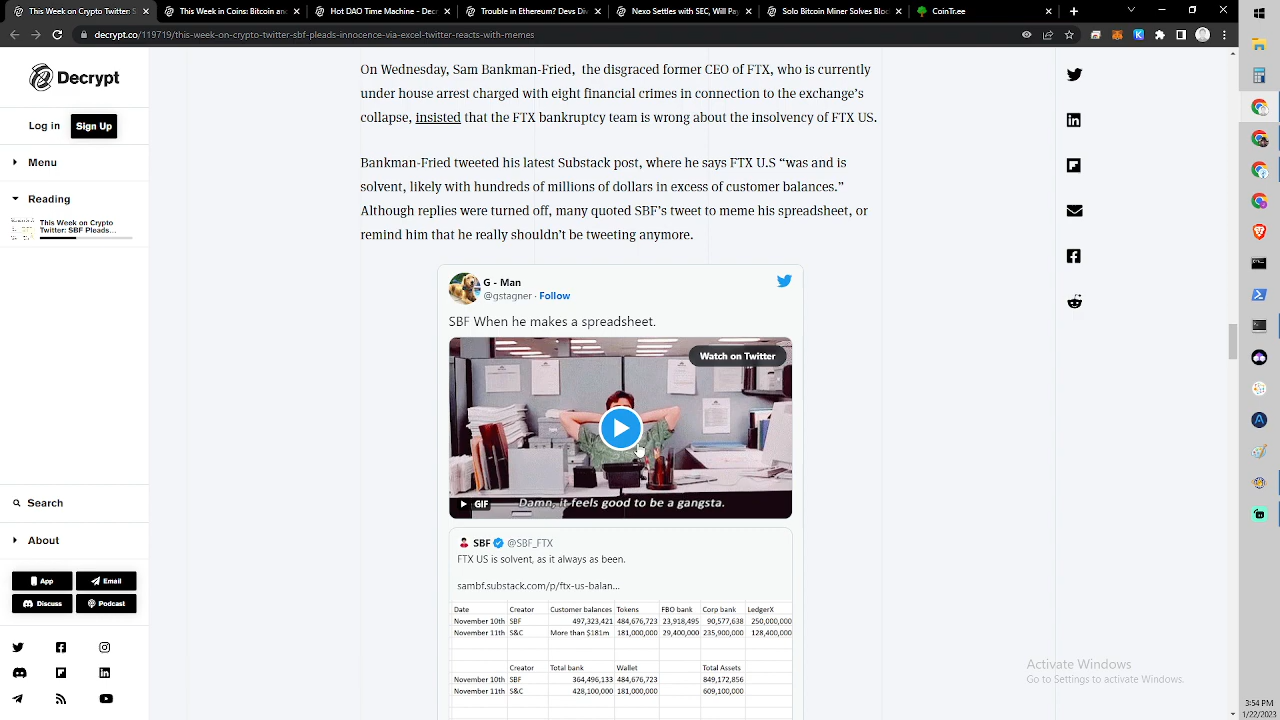 This Week on Crypto Twitter: S
This Week in Coins: Bitcoin an
Hot DAO Time Machine - Decr
Trouble in Ethereum? Devs Div
Nexo Settles with SEC, Will Pay
Solo Bitcoin Miner Solves Bloc
CoinTree
decrypt.co/119719/this-week-on-crypto-twitter-sbf-pleads-innocence-via-excel-twitter-reacts-with-memes
Decrypt
Log in
Sign Up
Menu
Reading
This Week on Crypto
Twitter: SBF Pleads...
Search
About
App
Email
Discuss
Podcast
On Wednesday, Sam Bankman-Fried, the disgraced former CEO of FTX, who is currently
under house arrest charged with eight financial crimes in connection to the exchange's
collapse, insisted that the FTX bankruptcy team is wrong about the insolvency of FTX US.
Bankman-Fried tweeted his latest Substack post, where he says FTX U.S “was and is
solvent, likely with hundreds of millions of dollars in excess of customer balances.”
Although replies were turned off, many quoted SBF’s tweet to meme his spreadsheet, or
remind him that he really shouldn’t be tweeting anymore.
G - Man
@gstagner · Follow
SBF When he makes a spreadsheet.
Watch on Twitter
GIF
Damn, it feels good to be a gangsta.
SBF @SBF_FTX
FTX US is solvent, as it always as been.
sambf.substack.com/p/ftx-us-balan...
Date Creator Customer balances Tokens FBO bank Corp bank LedgerX
November 10th SBF 497,323,421 484,676,723 23,918,495 90,577,638 250,000,000
November 11th S&C More than $181m 181,000,000 29,400,000 235,900,000 128,400,000
Creator Total bank Wallet Total Assets
November 10th SBF 364,496,133 484,676,723 849,172,856
November 11th S&C 428,100,000 181,000,000 609,100,000
Activate Windows
Go to Settings to activate Windows.
3:54 PM
1/22/2023